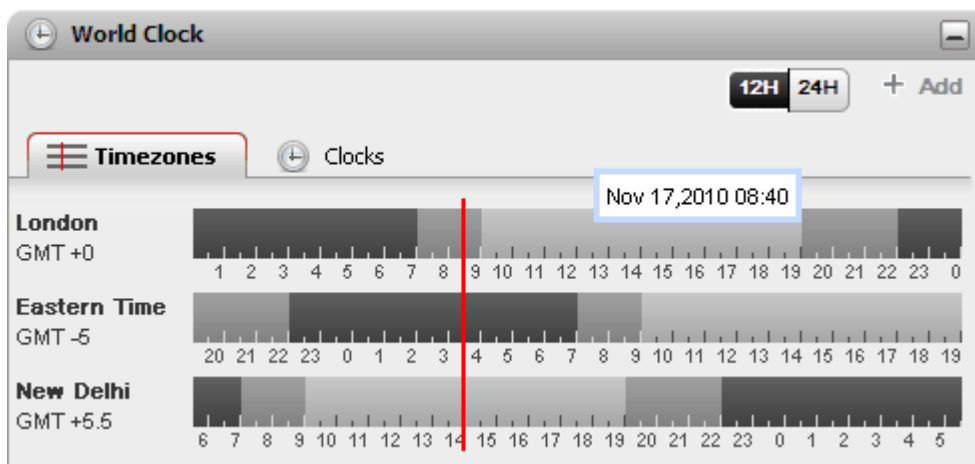 World Clock
12H 24H + Add
Timezones Clocks
Nov 17,2010 08:40
London
GMT +0
1 2 3 4 5 6 7 8 9 10 11 12 13 14 15 16 17 18 19 20 21 22 23 0
Eastern Time
GMT -5
20 21 22 23 0 1 2 3 4 5 6 7 8 9 10 11 12 13 14 15 16 17 18 19
New Delhi
GMT +5.5
6 7 8 9 10 11 12 13 14 15 16 17 18 19 20 21 22 23 0 1 2 3 4 5